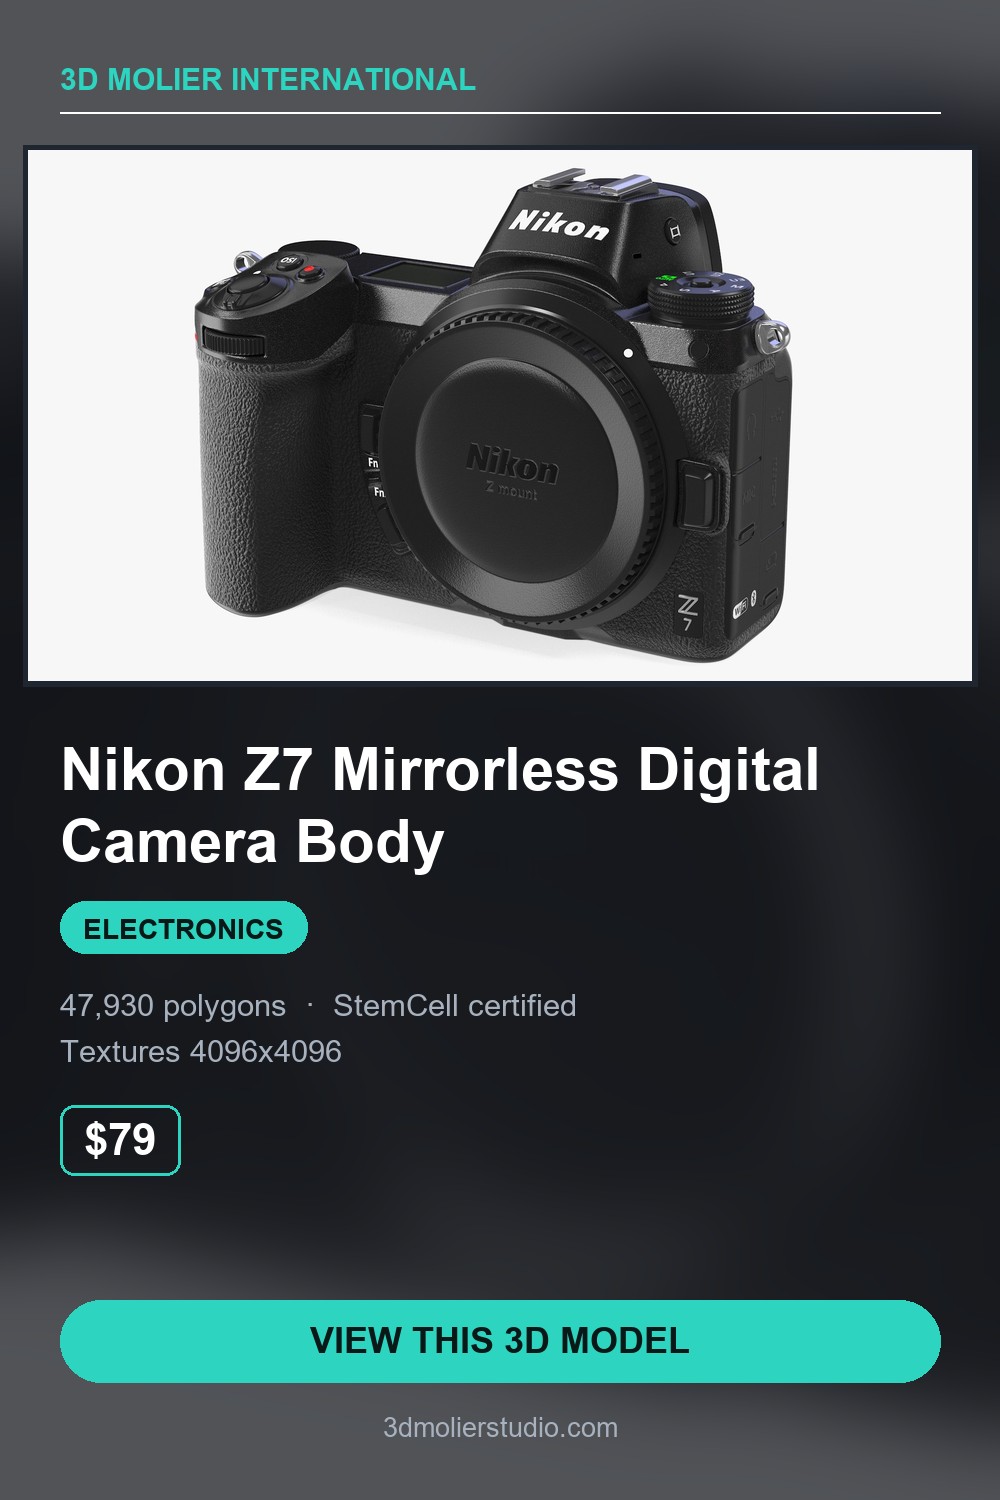 3D MOLIER INTERNATIONAL
Nikon
ISO
Fn
Fn
Nikon
Z mount
Z
7
Nikon Z7 Mirrorless Digital
Camera Body
ELECTRONICS
47,930 polygons · StemCell certified
Textures 4096x4096
$79
VIEW THIS 3D MODEL
3dmolierstudio.com